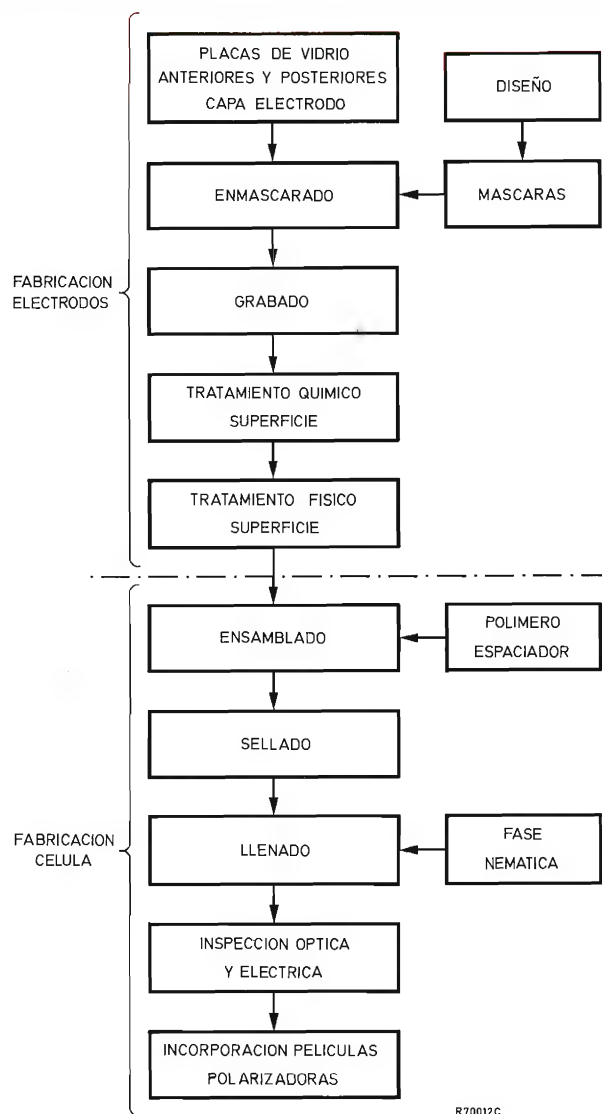 PLACAS DE VIDRIO
ANTERIORES Y POSTERIORES
CAPA ELECTRODO
DISEÑO
ENMASCARADO
MASCARAS
FABRICACION
ELECTRODOS
GRABADO
TRATAMIENTO QUIMICO
SUPERFICIE
TRATAMIENTO FISICO
SUPERFICIE
ENSAMBLADO
POLIMERO
ESPACIADOR
SELLADO
FABRICACION
CELULA
LLENADO
FASE
NEMATICA
INSPECCION OPTICA
Y ELECTRICA
INCORPORACION PELICULAS
POLARIZADORAS
R70012C